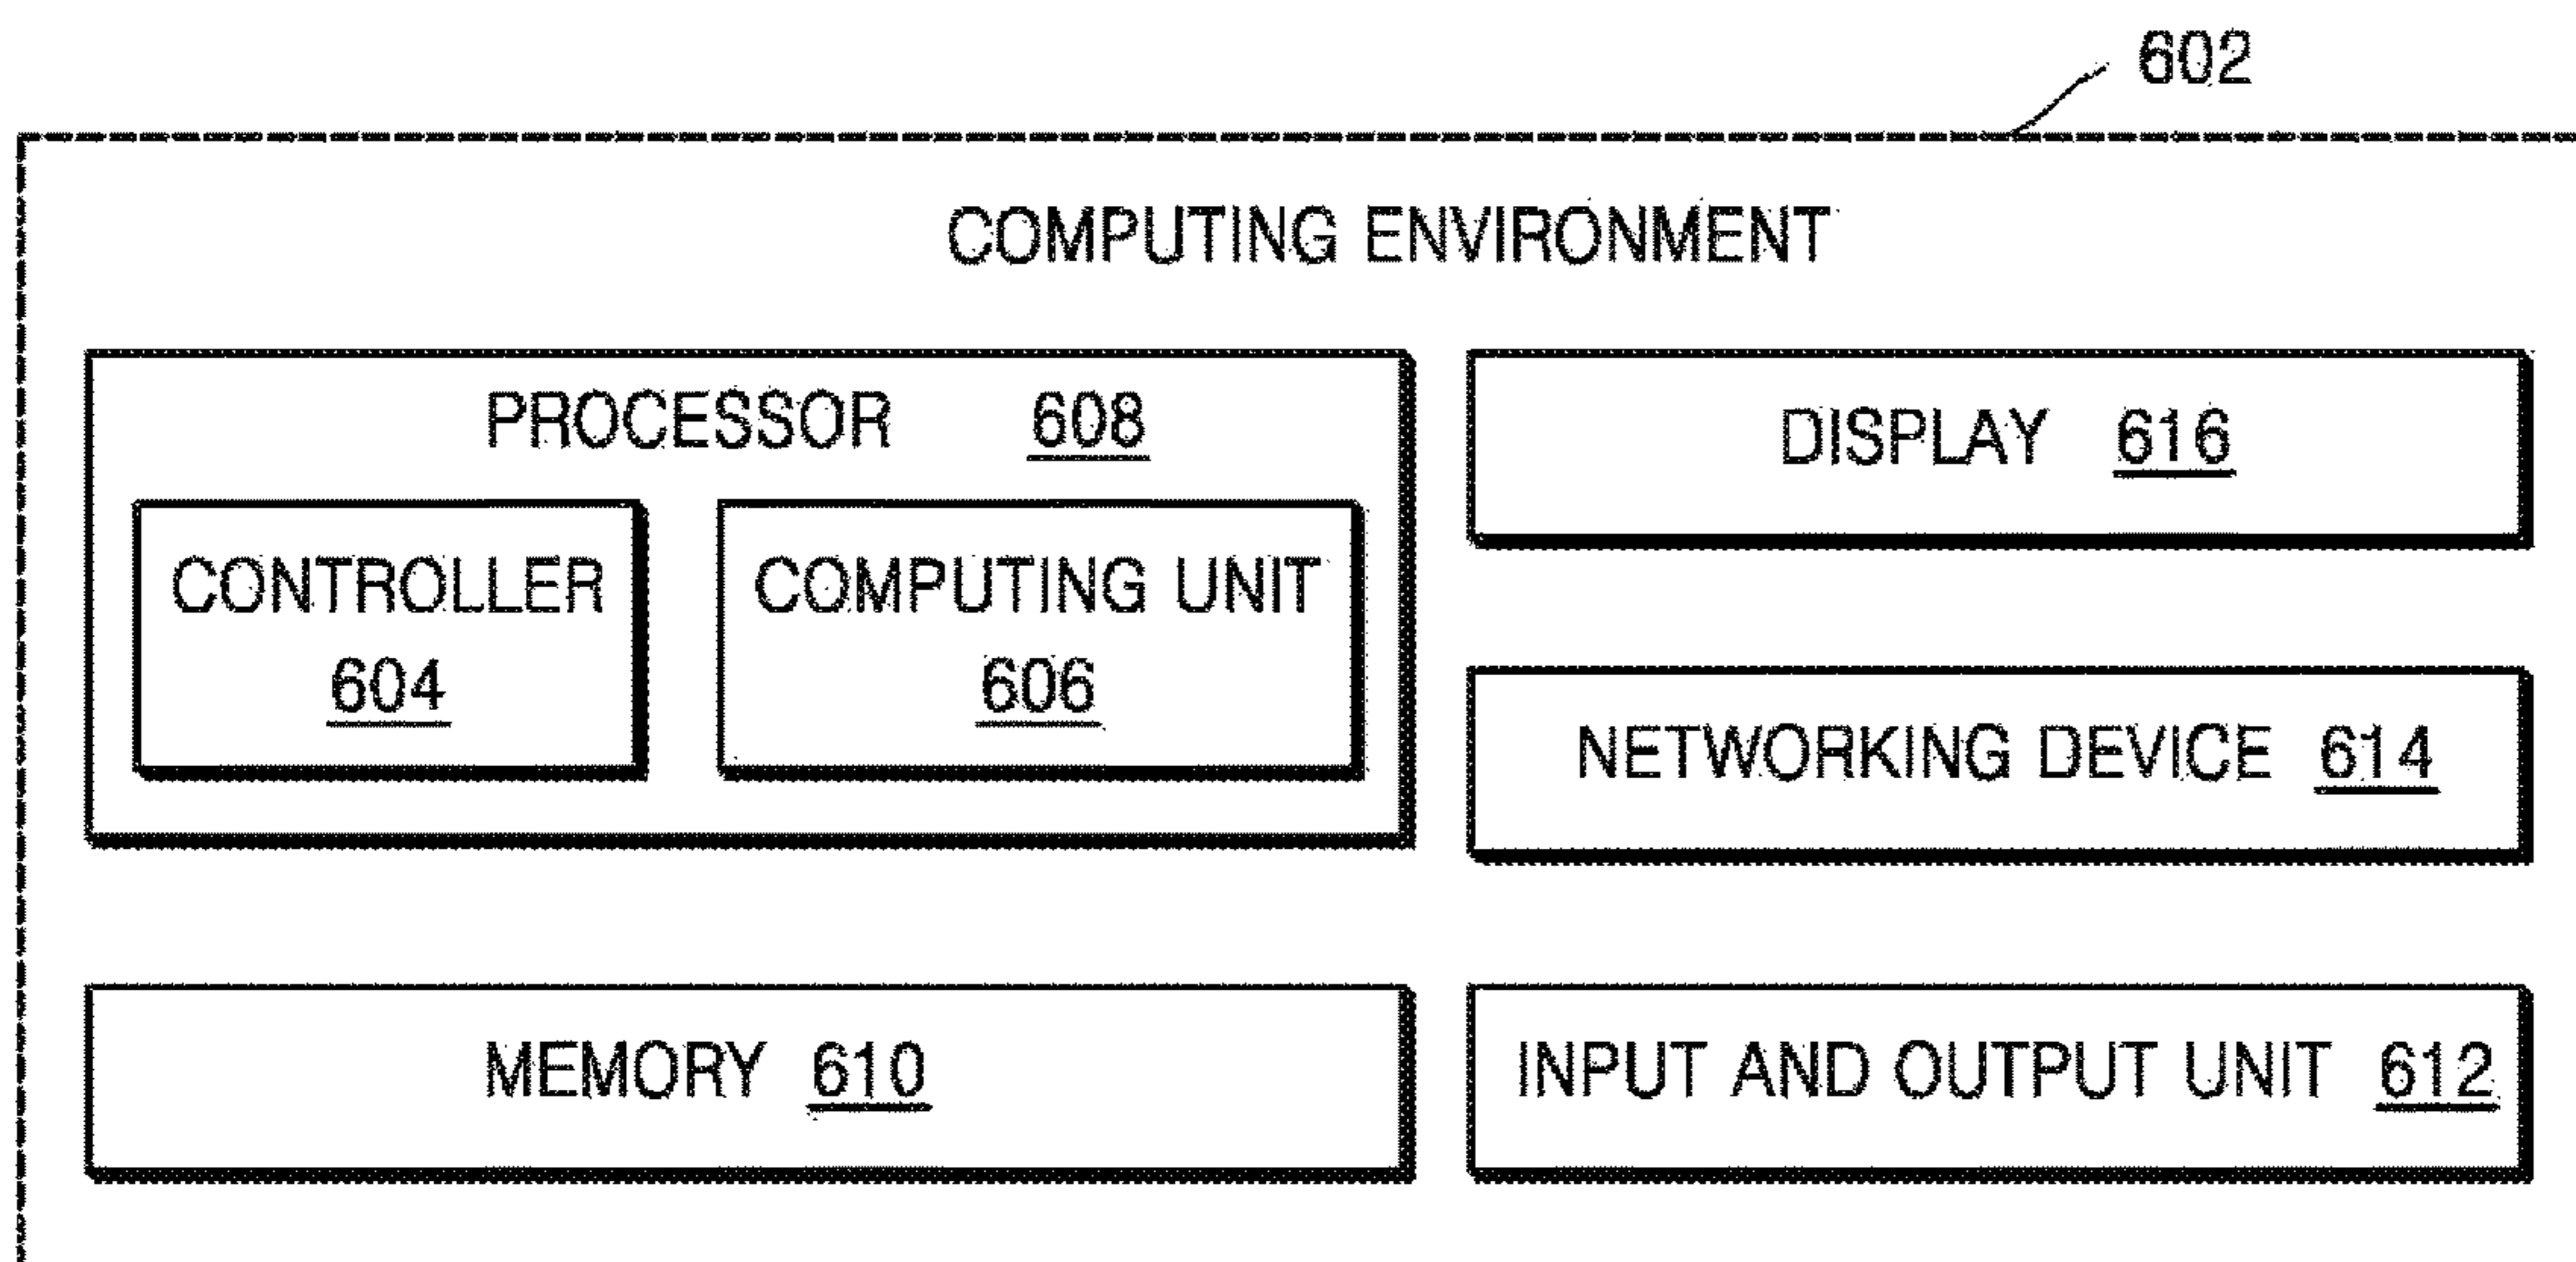 602
COMPUTING ENVIRONMENT
PROCESSOR 608
CONTROLLER
604
COMPUTING UNIT
606
DISPLAY 616
NETWORKING DEVICE 614
MEMORY 610
INPUT AND OUTPUT UNIT 612